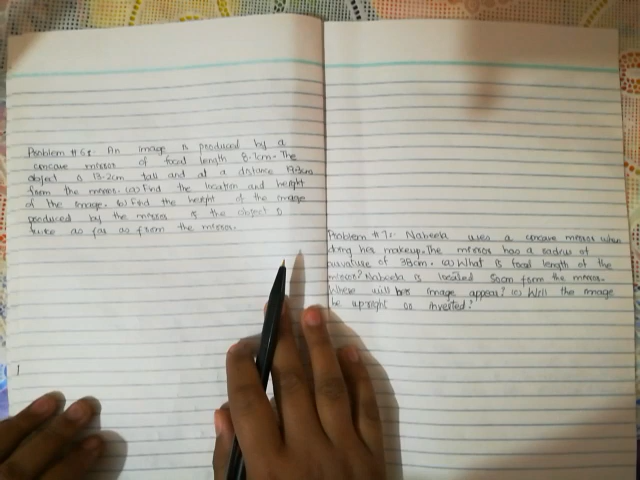 Problem # 6: An image is produced by a
concave mirror of focal length 8.7cm. The
object is 13.2cm tall and at a distance 19.3cm
from the mirror. (a) Find the location and height
of the image. (b) Find the height of the image
produced by the mirror if the object is
twice as far as from the mirror.
Problem # 7: Nabeela uses a concave mirror when
doing her makeup. The mirror has a radius of
curvature of 38cm. (a) What is focal length of the
mirror? Nabeela is located 50cm form the mirror.
Where will her image appear? (c) Will the image
be upright or inverted?